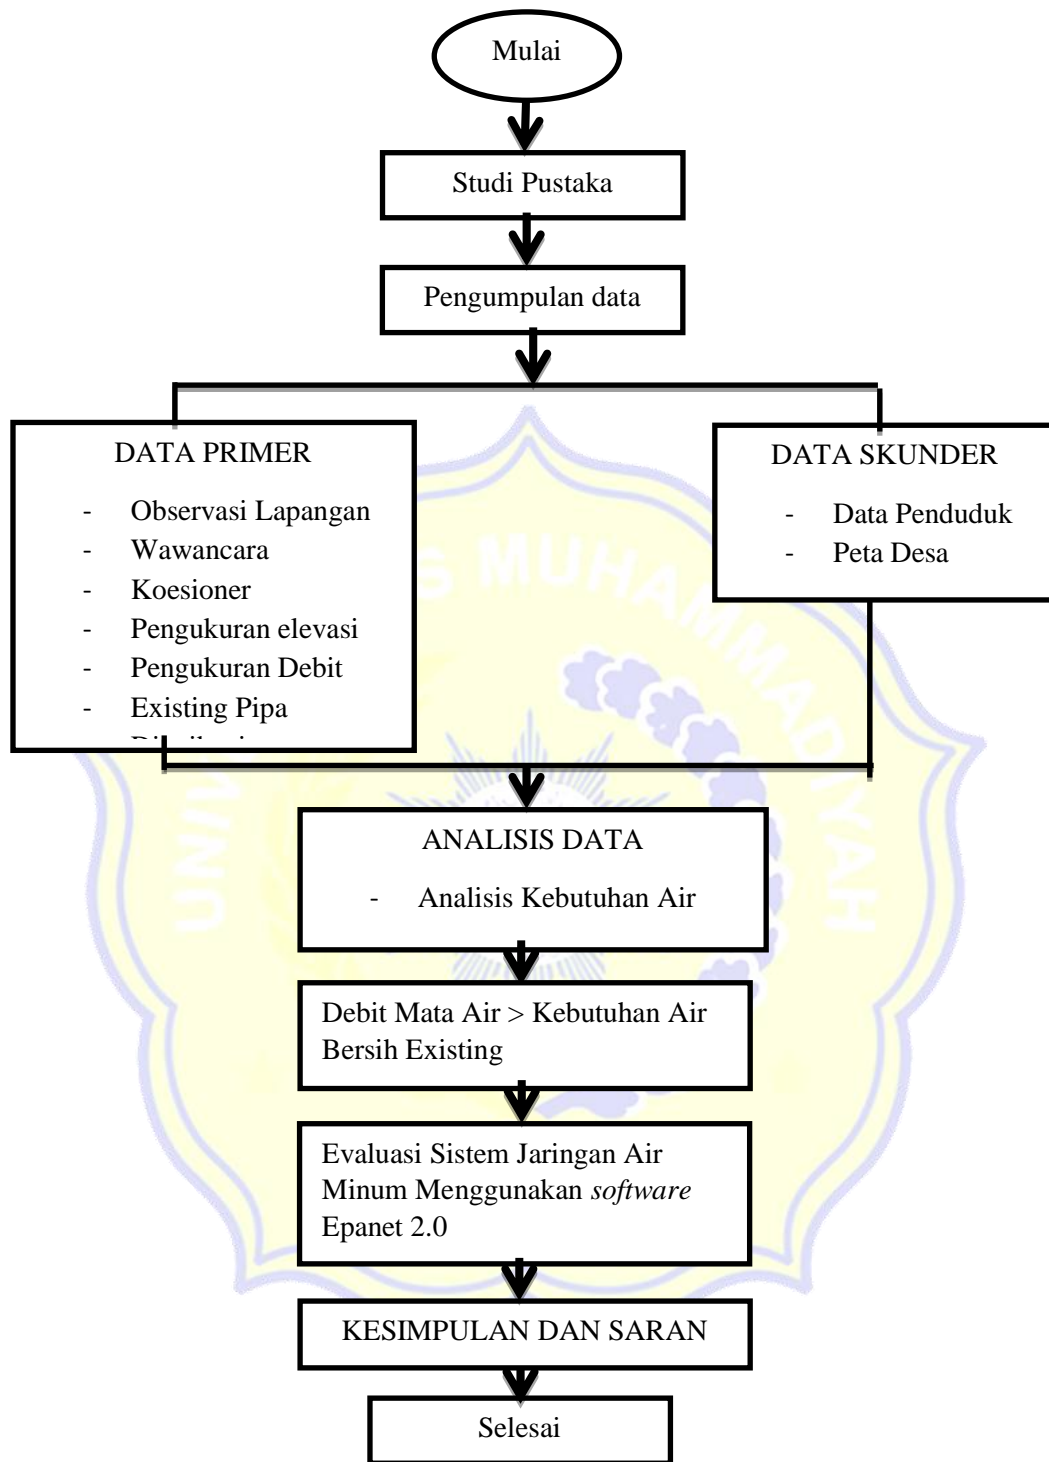 Mulai
Studi Pustaka
Pengumpulan data
DATA PRIMER
- Observasi Lapangan
- Wawancara
- Koesioner
- Pengukuran elevasi
- Pengukuran Debit
- Existing Pipa
DATA SKUNDER
- Data Penduduk
- Peta Desa
ANALISIS DATA
- Analisis Kebutuhan Air
Debit Mata Air > Kebutuhan Air
Bersih Existing
Evaluasi Sistem Jaringan Air
Minum Menggunakan software
Epanet 2.0
KESIMPULAN DAN SARAN
Selesai
MUHAMMADIYAH